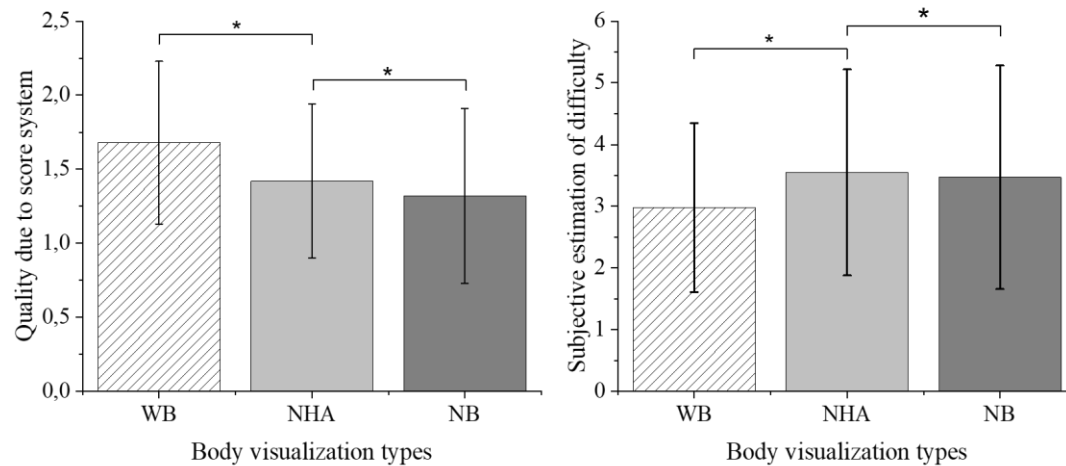 Quality due to score system
2,5
2,0
1,5
1,0
0,5
0,0
*
*
WB NHA NB
Body visualization types
Subjective estimation of difficulty
6
5
4
3
2
1
0
*
*
WB NHA NB
Body visualization types